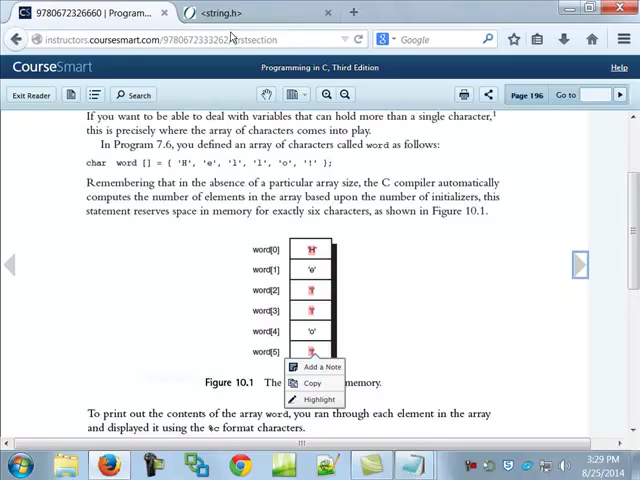 9780672326660 | Program...
<string.h>
instructors.coursesmart.com/9780672333262
rstsection
Google
CourseSmart
Programming in C, Third Edition
Help
Exit Reader
Search
Page 196
Go to
If you want to be able to deal with variables that can hold more than a single character,1
this is precisely where the array of characters comes into play.
In Program 7.6, you defined an array of characters called word as follows:
char word [] = { 'H', 'e', 'l', 'l', 'o', '!' };
Remembering that in the absence of a particular array size, the C compiler automatically
computes the number of elements in the array based upon the number of initializers, this
statement reserves space in memory for exactly six characters, as shown in Figure 10.1.
word[0] 'H'
word[1] 'e'
word[2] 'l'
word[3] 'l'
word[4] 'o'
word[5]
Add a Note
Copy
Highlight
Figure 10.1 The memory.
To print out the contents of the array word, you ran through each element in the array
and displayed it using the %c format characters.
3:29 PM
8/25/2014